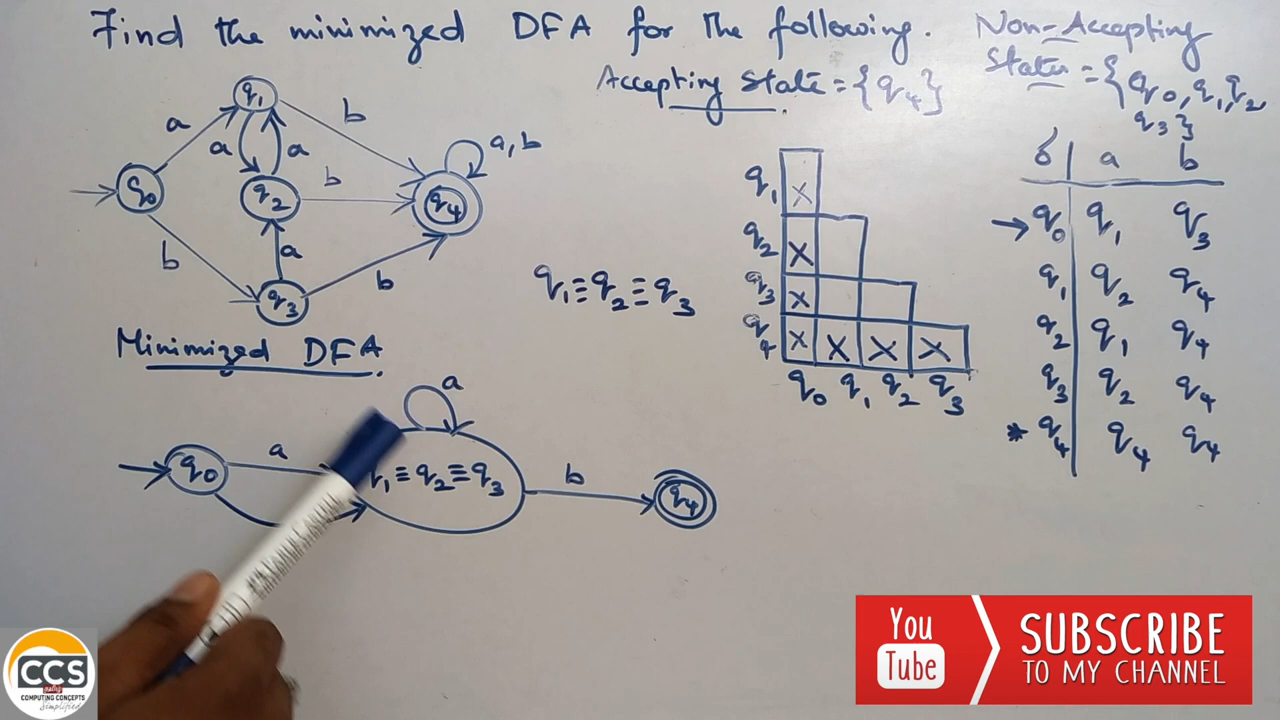 Find the minimized DFA for the following.
Non-Accepting
States = {q0, q1, q2
q3}
Accepting State = {q4}
q1
a b
a a
a, b
q0 q2 b q4
b a b
q3
q1 ≡ q2 ≡ q3
q1 X
q2 X
q3 X
q4 X X X X
q0 q1 q2 q3
δ a b
→ q0 q1 q3
q1 q2 q4
q2 q1 q4
q3 q2 q4
* q4 q4 q4
Minimized DFA.
a
q0 a q1 ≡ q2 ≡ q3 b q4
CCS
COMPUTING CONCEPTS
Simplified
You
Tube
SUBSCRIBE
TO MY CHANNEL